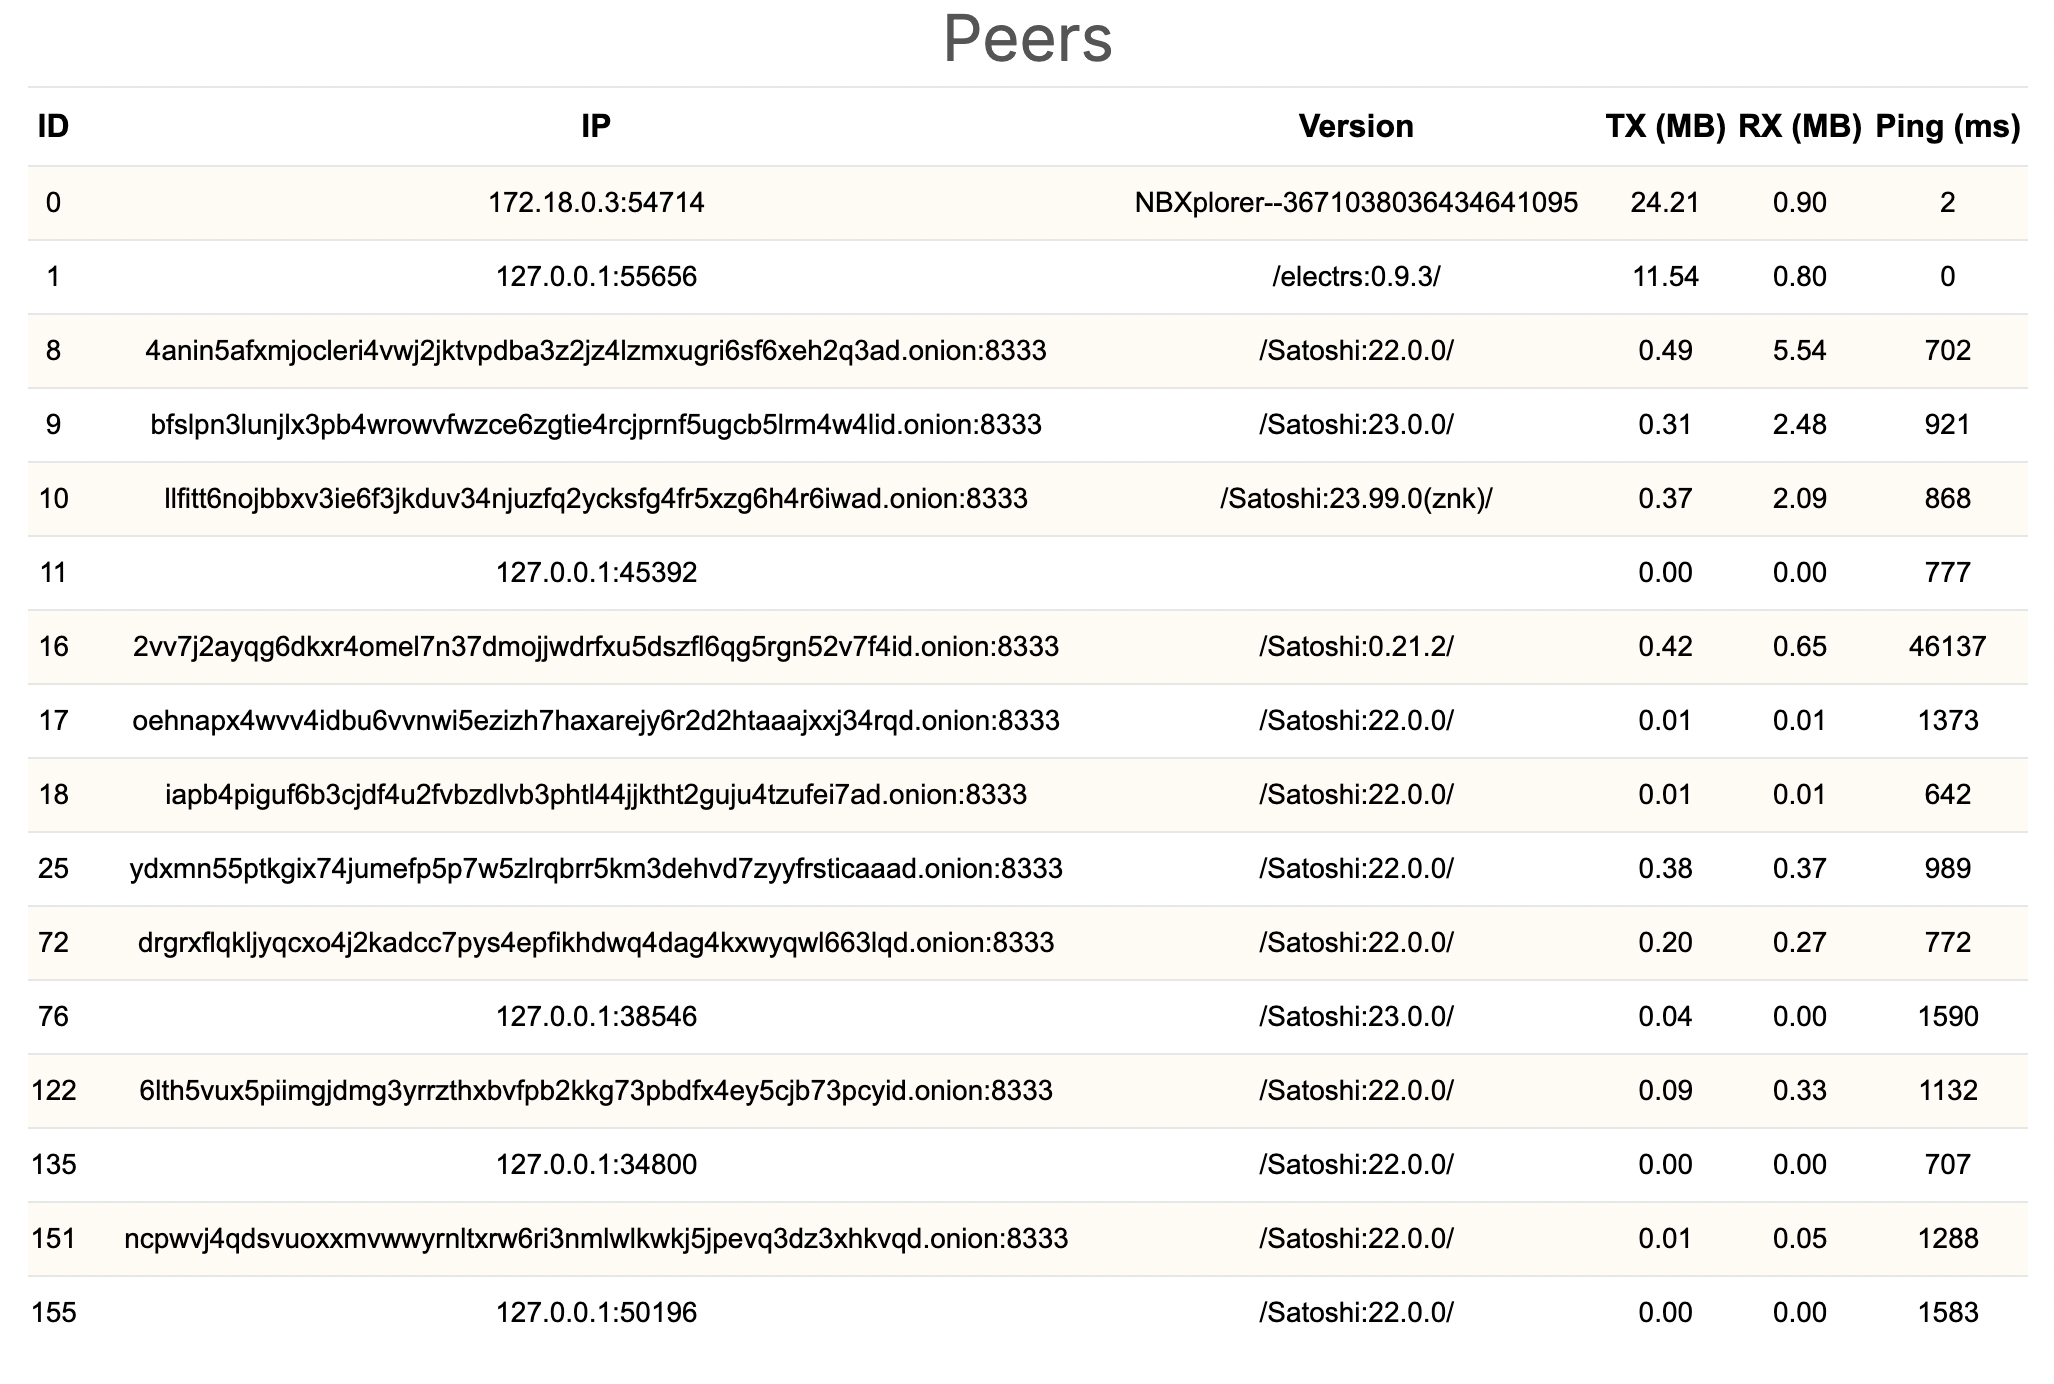 Peers
ID IP Version TX (MB) RX (MB) Ping (ms)
0 172.18.0.3:54714 NBXplorer--3671038036434641095 24.21 0.90 2
1 127.0.0.1:55656 /electrs:0.9.3/ 11.54 0.80 0
8 4anin5afxmjocleri4vwj2jktvpdba3z2jz4lzmxugri6sf6xeh2q3ad.onion:8333 /Satoshi:22.0.0/ 0.49 5.54 702
9 bfslpn3lunjlx3pb4wrowvfwzce6zgtie4rcjprnf5ugcb5lrm4w4lid.onion:8333 /Satoshi:23.0.0/ 0.31 2.48 921
10 llfitt6nojbbxv3ie6f3jkduv34njuzfq2ycksfg4fr5xzg6h4r6iwad.onion:8333 /Satoshi:23.99.0(znk)/ 0.37 2.09 868
11 127.0.0.1:45392 0.00 0.00 777
16 2vv7j2ayqg6dkxr4omel7n37dmojjwdrfxu5dszfl6qg5rgn52v7f4id.onion:8333 /Satoshi:0.21.2/ 0.42 0.65 46137
17 oehnapx4wvv4idbu6vvnwi5ezizh7haxarejy6r2d2htaaajxxj34rqd.onion:8333 /Satoshi:22.0.0/ 0.01 0.01 1373
18 iapb4piguf6b3cjdf4u2fvbzdlvb3phtl44jjktht2guju4tzufei7ad.onion:8333 /Satoshi:22.0.0/ 0.01 0.01 642
25 ydxmn55ptkgix74jumefp5p7w5zlrqbrr5km3dehvd7zyyfrsticaaad.onion:8333 /Satoshi:22.0.0/ 0.38 0.37 989
72 drgrxflqkljyqcxo4j2kadcc7pys4epfikhdwq4dag4kxwyqwl663lqd.onion:8333 /Satoshi:22.0.0/ 0.20 0.27 772
76 127.0.0.1:38546 /Satoshi:23.0.0/ 0.04 0.00 1590
122 6lth5vux5piimgjdmg3yrrzthxbvfpb2kkg73pbdfx4ey5cjb73pcyid.onion:8333 /Satoshi:22.0.0/ 0.09 0.33 1132
135 127.0.0.1:34800 /Satoshi:22.0.0/ 0.00 0.00 707
151 ncpwvj4qdsvuoxxmvwwyrnltxrw6ri3nmlwlkwkj5jpevq3dz3xhkvqd.onion:8333 /Satoshi:22.0.0/ 0.01 0.05 1288
155 127.0.0.1:50196 /Satoshi:22.0.0/ 0.00 0.00 1583